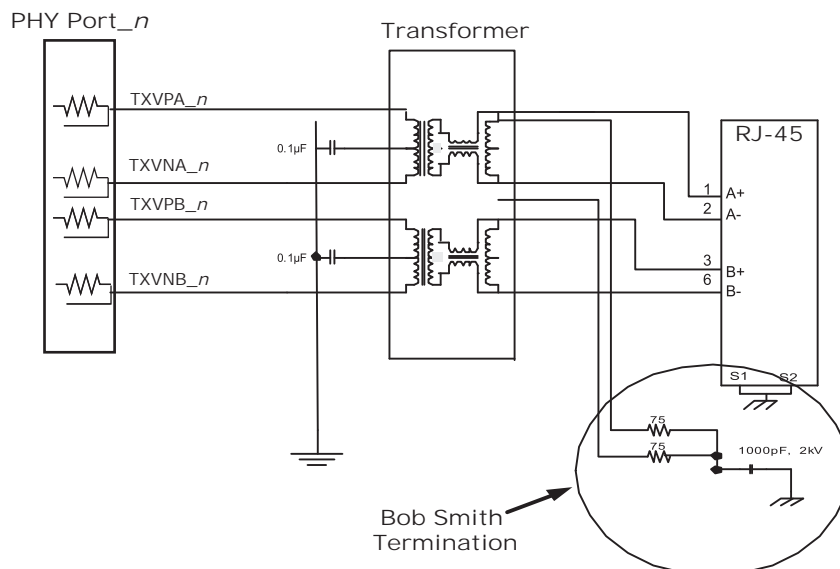 PHY Port_n
Transformer
TXVPA_n
RJ-45
0.1µF
TXVNA_n
1
A+
2
A-
TXVPB_n
0.1µF
3
B+
6
B-
TXVNB_n
S1
S2
75
75
1000pF, 2kV
Bob Smith
Termination